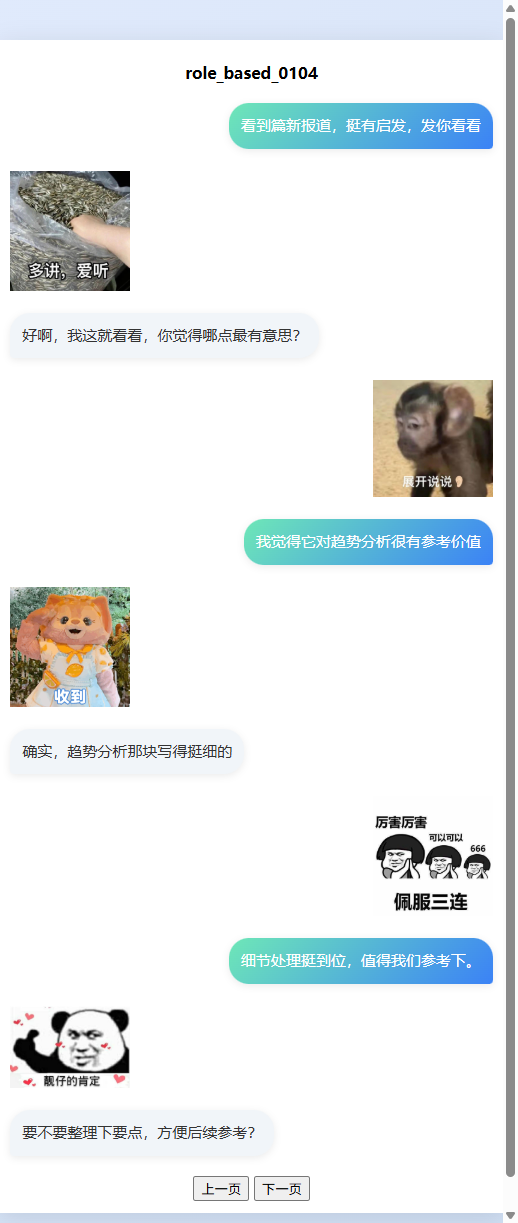 role_based_0104
看到篇新报道，挺有启发，发你看看
多讲，爱听
好啊，我这就看看，你觉得哪点最有意思？
展开说说👂
我觉得它对趋势分析很有参考价值
收到
确实，趋势分析那块写得挺细的
厉害厉害
可以可以
666
佩服三连
细节处理挺到位，值得我们参考下。
靓仔的肯定
要不要整理下要点，方便后续参考？
上一页 下一页